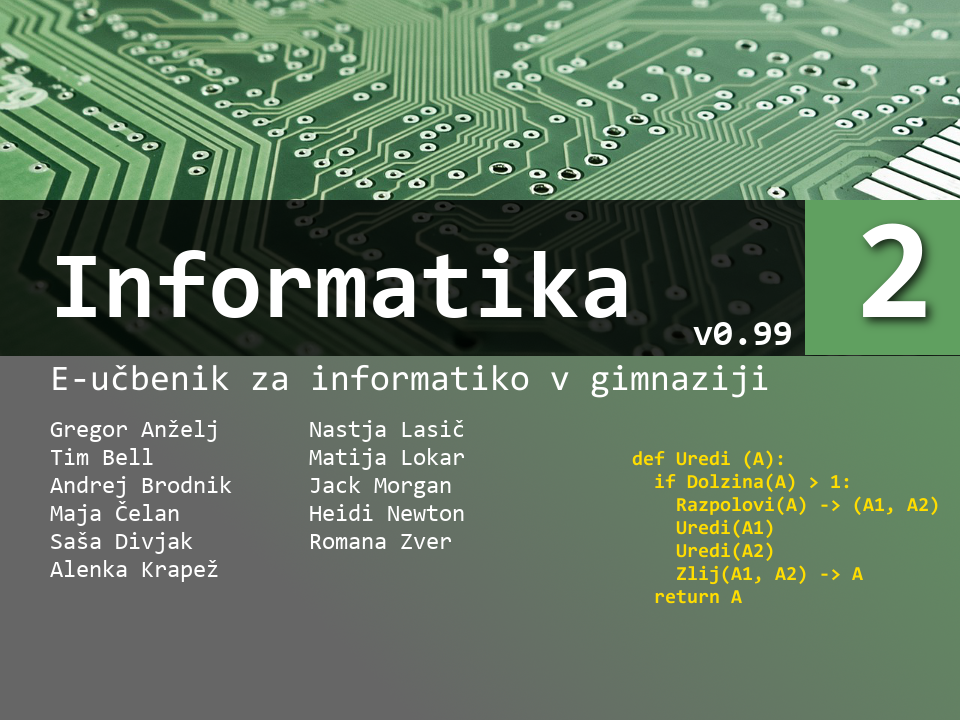 Informatika
2
v0.99
E-učbenik za informatiko v gimnaziji
Gregor Anželj
Tim Bell
Andrej Brodnik
Maja Čelan
Saša Divjak
Alenka Krapež
Nastja Lasič
Matija Lokar
Jack Morgan
Heidi Newton
Romana Zver
def Uredi (A):
  if Dolzina(A) > 1:
    Razpolovi(A) -> (A1, A2)
    Uredi(A1)
    Uredi(A2)
    Zlij(A1, A2) -> A
  return A